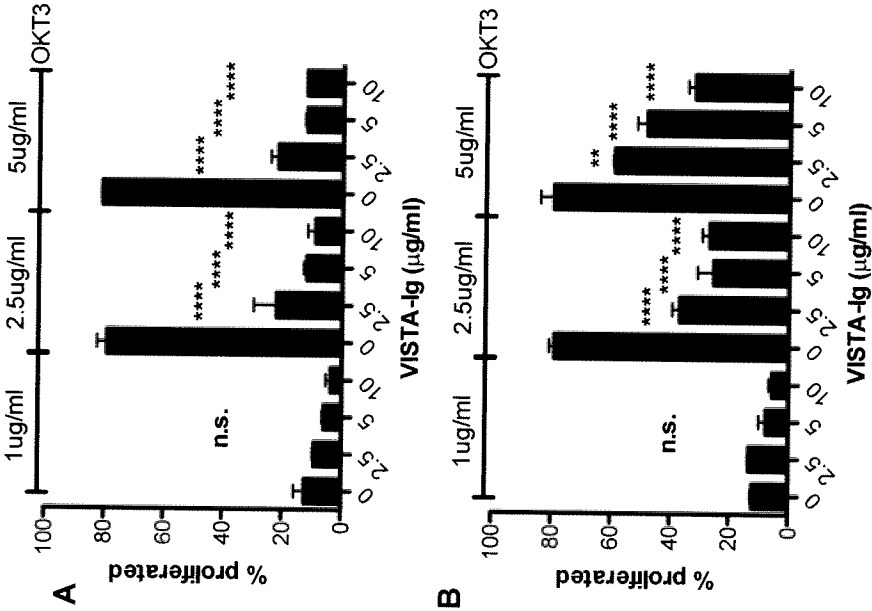 A
1ug/ml 2.5ug/ml 5ug/ml OKT3
% proliferated
100
80
60
40
20
0
n.s.
**** **** ****
**** **** ****
0 2.5 5 10 0 2.5 5 10 0 2.5 5 10
VISTA-Ig (μg/ml)
B
1ug/ml 2.5ug/ml 5ug/ml OKT3
% proliferated
100
80
60
40
20
0
n.s.
**** **** ****
** **** ****
0 2.5 5 10 0 2.5 5 10 0 2.5 5 10
VISTA-Ig (μg/ml)